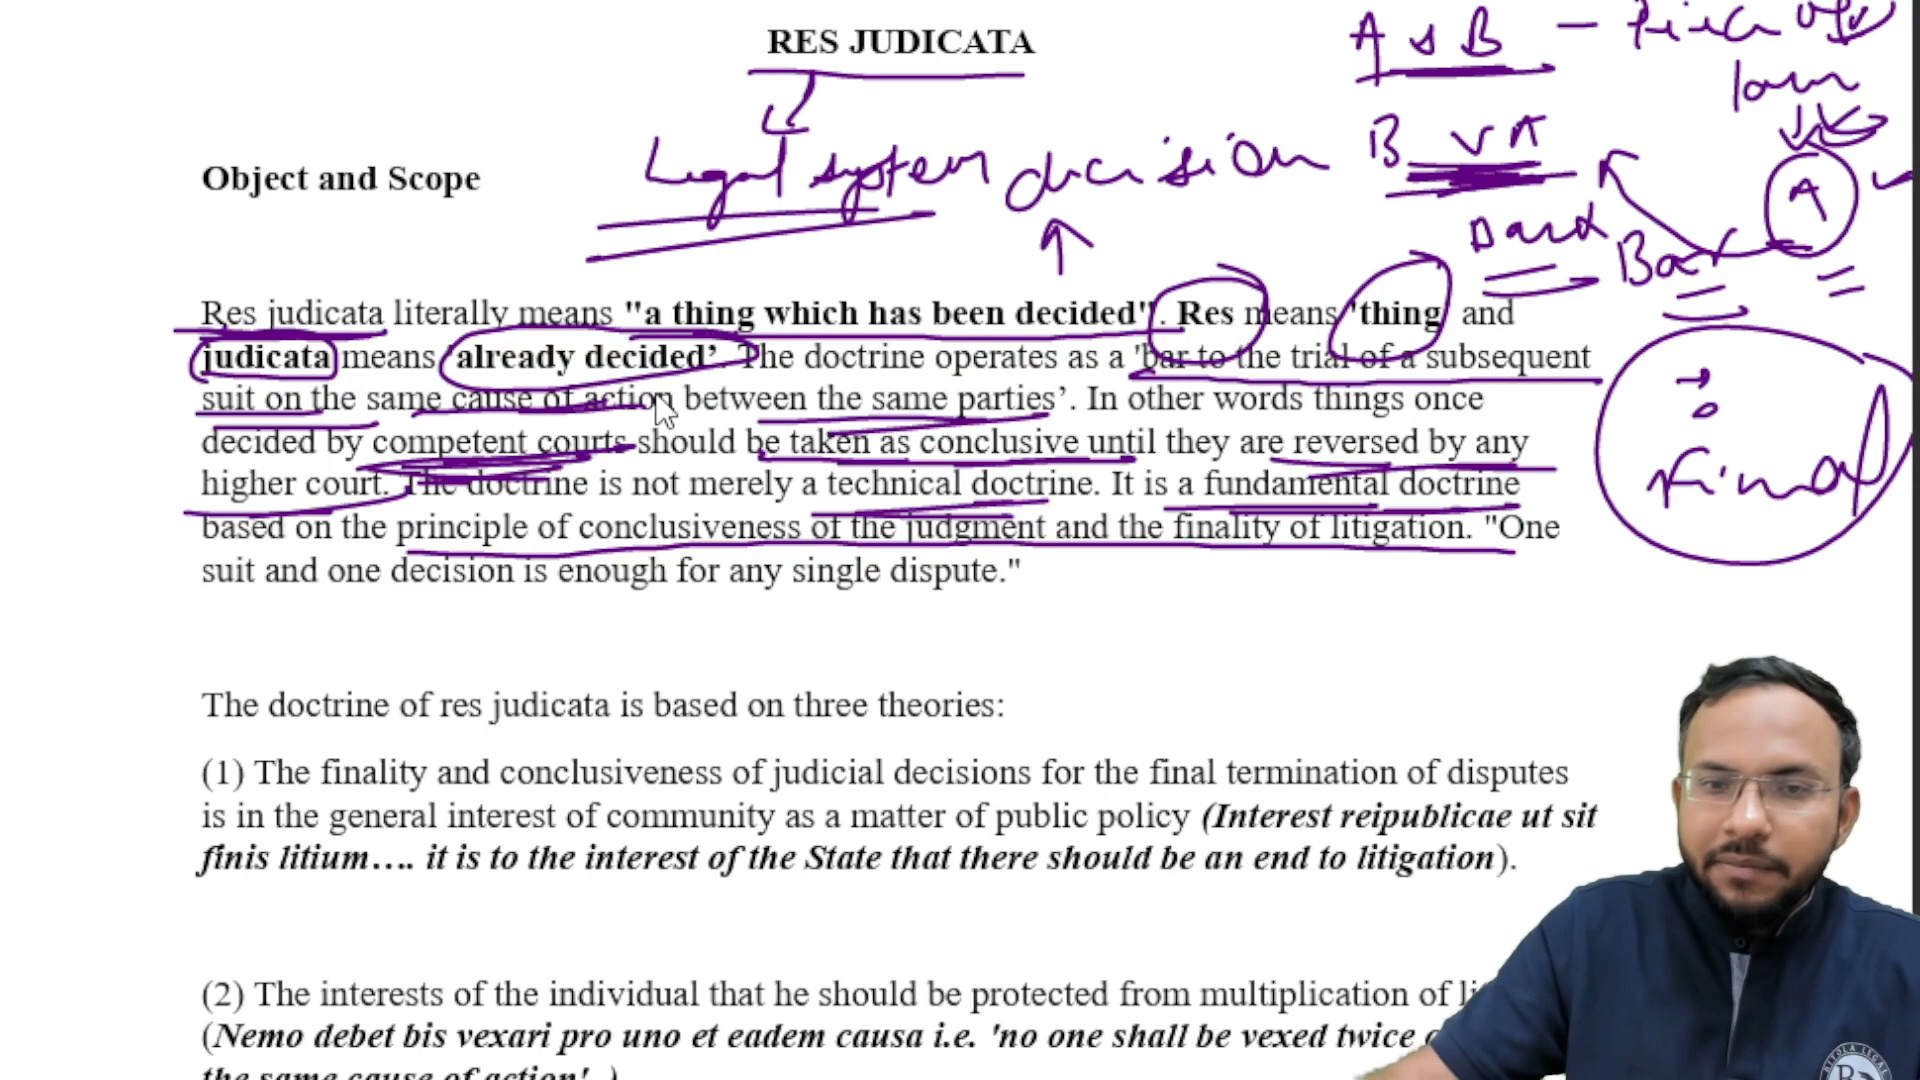 RES JUDICATA
A vs B –
loan
Legal system decision
B v A
A
Object and Scope
Bar
Res judicata literally means "a thing which has been decided". Res means 'thing' and
judicata means 'already decided’. The doctrine operates as a 'bar to the trial of a subsequent
suit on the same cause of action between the same parties’. In other words things once
decided by competent courts should be taken as conclusive until they are reversed by any
higher court. The doctrine is not merely a technical doctrine. It is a fundamental doctrine
Final
based on the principle of conclusiveness of the judgment and the finality of litigation. "One
suit and one decision is enough for any single dispute."
The doctrine of res judicata is based on three theories:
(1) The finality and conclusiveness of judicial decisions for the final termination of disputes
is in the general interest of community as a matter of public policy (Interest reipublicae ut sit
finis litium…. it is to the interest of the State that there should be an end to litigation).
(2) The interests of the individual that he should be protected from multiplication of
(Nemo debet bis vexari pro uno et eadem causa i.e. 'no one shall be vexed twice
the same cause of action'.)
LEGAL